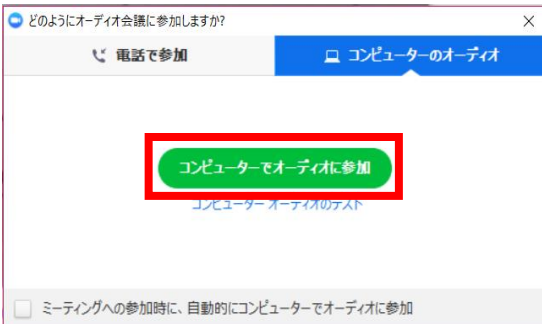 どのようにオーディオ会議に参加しますか?
電話で参加
コンピューターのオーディオ
コンピューターでオーディオに参加
コンピューター オーディオのテスト
ミーティングへの参加時に、自動的にコンピューターでオーディオに参加